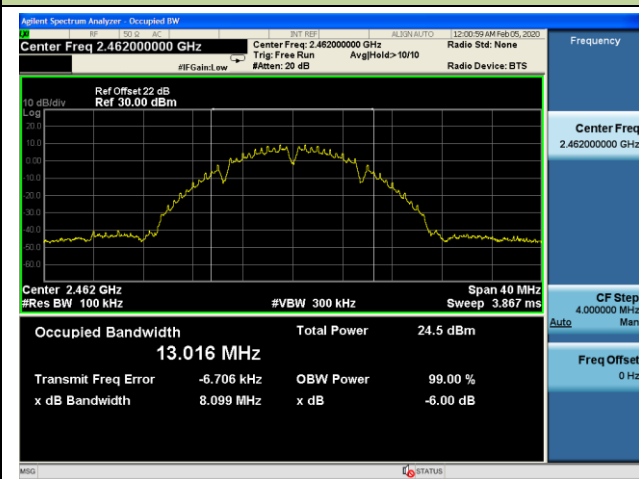 Agilent Spectrum Analyzer - Occupied BW
RF 50 Ω AC INT REF ALIGN AUTO 12:00:59 AM Feb 05, 2020
Center Freq 2.462000000 GHz Center Freq: 2.462000000 GHz Radio Std: None Frequency
Trig: Free Run Avg|Hold:>10/10
#IFGain:Low #Atten: 20 dB Radio Device: BTS
Ref Offset 22 dB
10 dB/div Ref 30.00 dBm
Log
20.0
10.0
0.00
-10.0
-20.0
-30.0
-40.0
-50.0
-60.0
Center Freq
2.462000000 GHz
Center 2.462 GHz Span 40 MHz
#Res BW 100 kHz #VBW 300 kHz Sweep 3.867 ms
CF Step
4.000000 MHz
Auto Man
Occupied Bandwidth Total Power 24.5 dBm
13.016 MHz
Transmit Freq Error -6.706 kHz OBW Power 99.00 %
x dB Bandwidth 8.099 MHz x dB -6.00 dB
Freq Offset
0 Hz
MSG STATUS